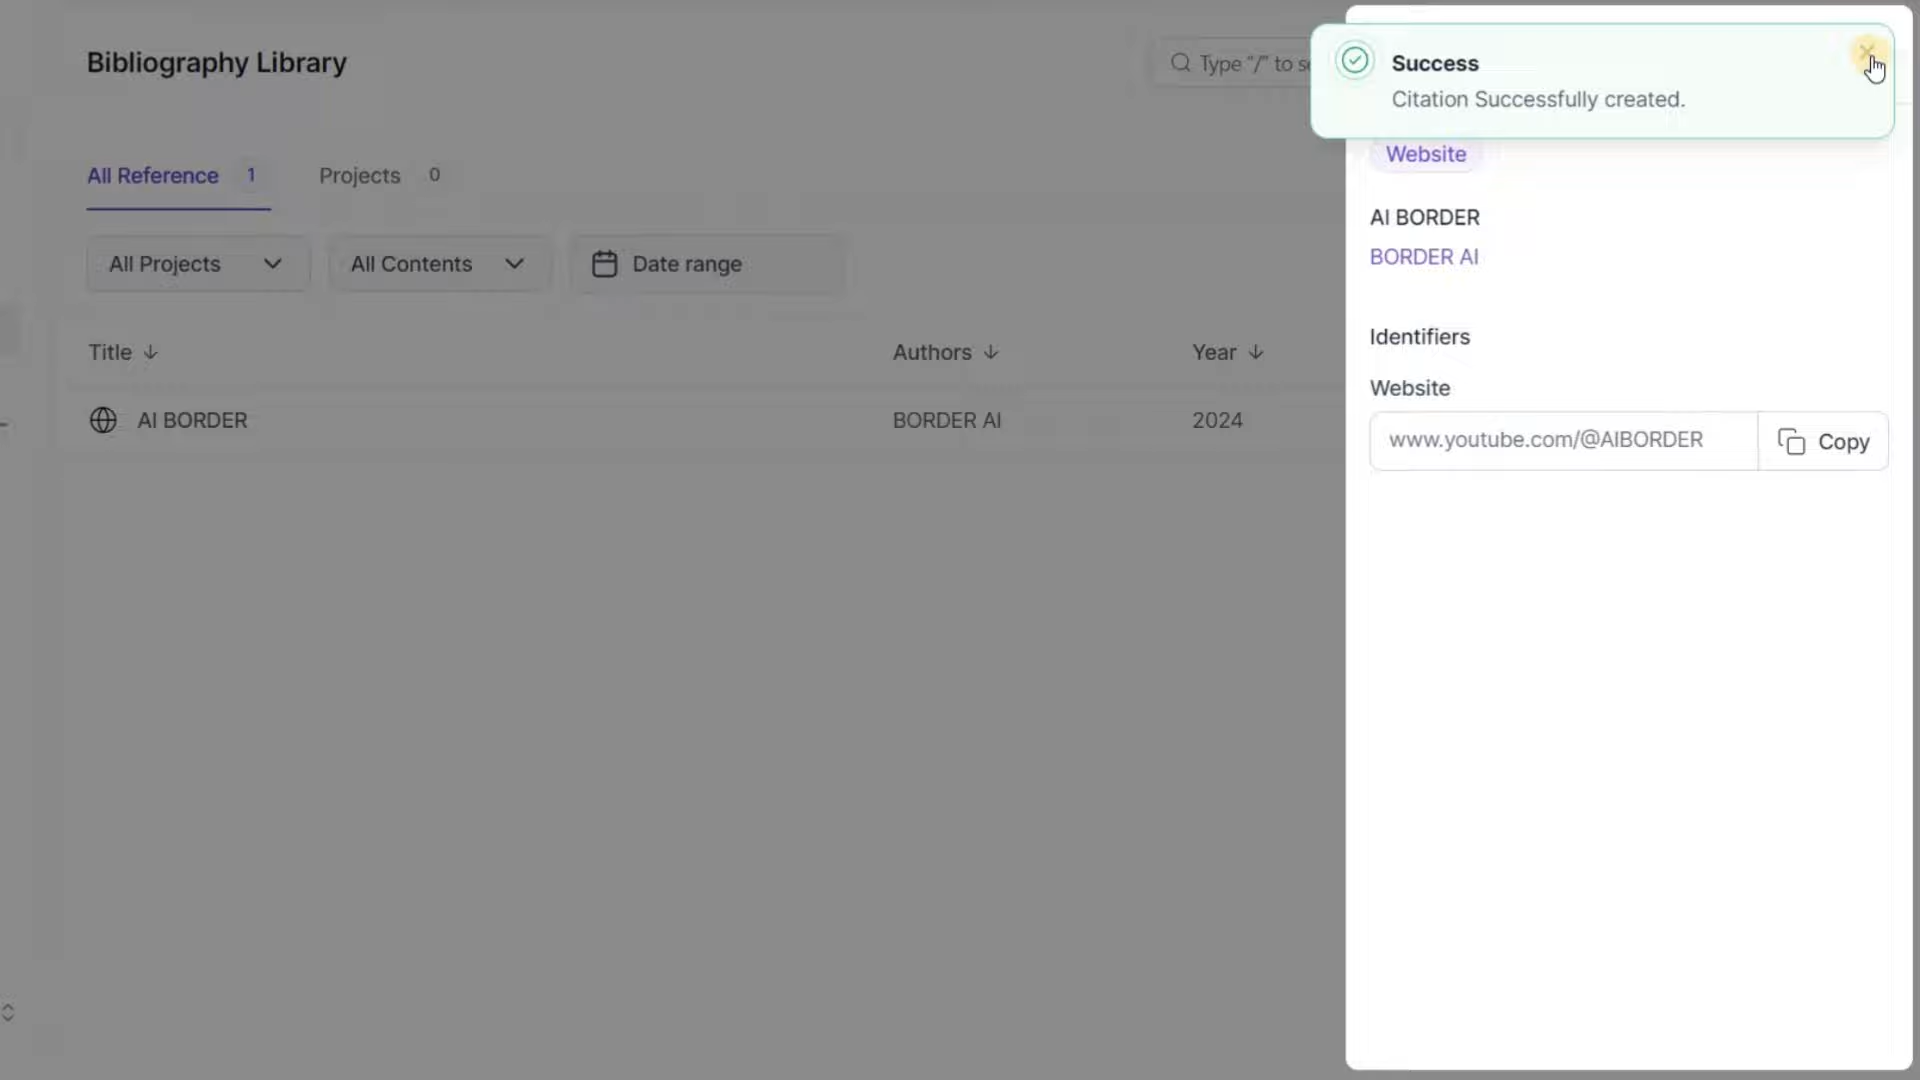 Bibliography Library
Type "/" to se
Success
Citation Successfully created.
Website
All Reference 1
Projects 0
AI BORDER
BORDER AI
All Projects
All Contents
Date range
Identifiers
Title
Authors
Year
Website
AI BORDER
BORDER AI
2024
www.youtube.com/@AIBORDER
Copy